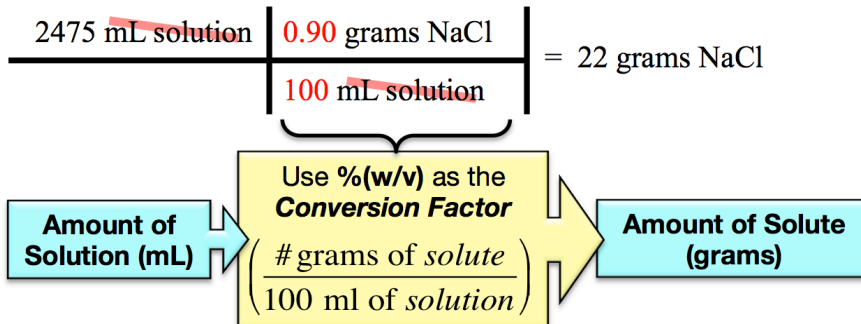 2475 mL solution 0.90 grams NaCl
= 22 grams NaCl
100 mL solution
Use %(w/v) as the
Conversion Factor
Amount of
Solution (mL)
# grams of solute
100 ml of solution
Amount of Solute
(grams)